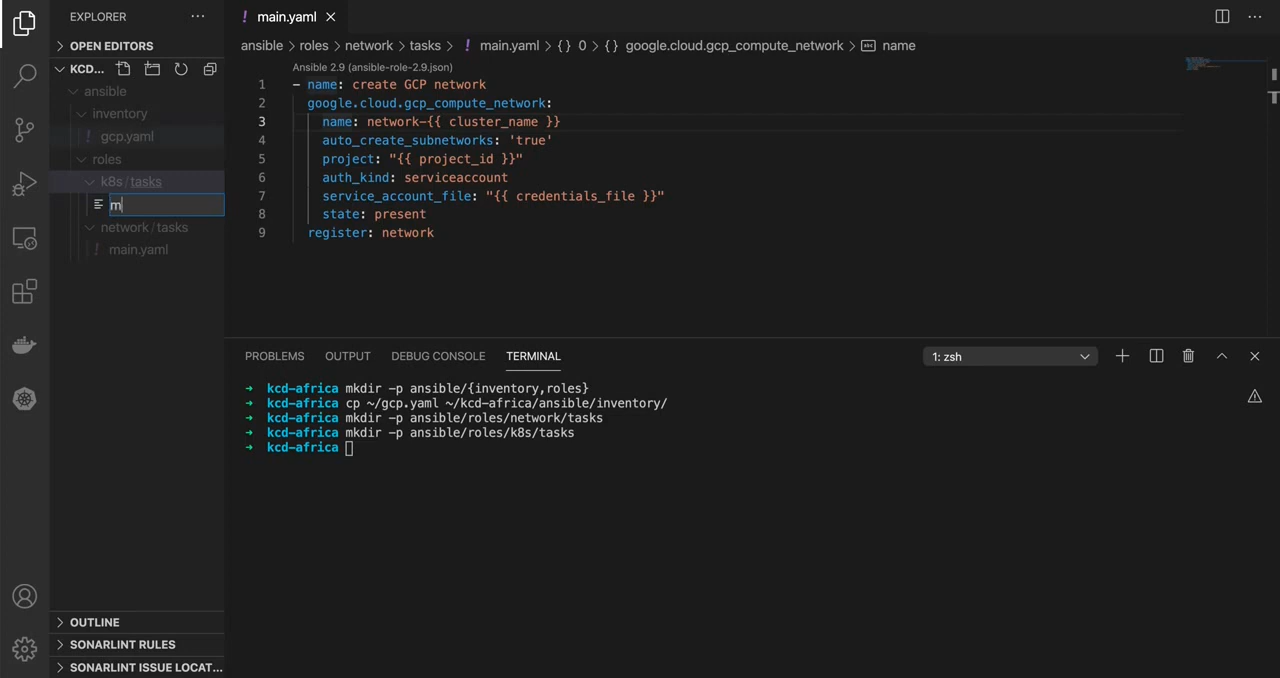 EXPLORER
OPEN EDITORS
KCD...
ansible
inventory
! gcp.yaml
roles
k8s / tasks
m
network / tasks
! main.yaml
OUTLINE
SONARLINT RULES
SONARLINT ISSUE LOCAT...
! main.yaml
ansible > roles > network > tasks > ! main.yaml > {} 0 > {} google.cloud.gcp_compute_network > abc name
Ansible 2.9 (ansible-role-2.9.json)
1 - name: create GCP network
2 google.cloud.gcp_compute_network:
3 name: network-{{ cluster_name }}
4 auto_create_subnetworks: 'true'
5 project: "{{ project_id }}"
6 auth_kind: serviceaccount
7 service_account_file: "{{ credentials_file }}"
8 state: present
9 register: network
PROBLEMS OUTPUT DEBUG CONSOLE TERMINAL 1: zsh
→ kcd-africa mkdir -p ansible/{inventory,roles}
→ kcd-africa cp ~/gcp.yaml ~/kcd-africa/ansible/inventory/
→ kcd-africa mkdir -p ansible/roles/network/tasks
→ kcd-africa mkdir -p ansible/roles/k8s/tasks
→ kcd-africa